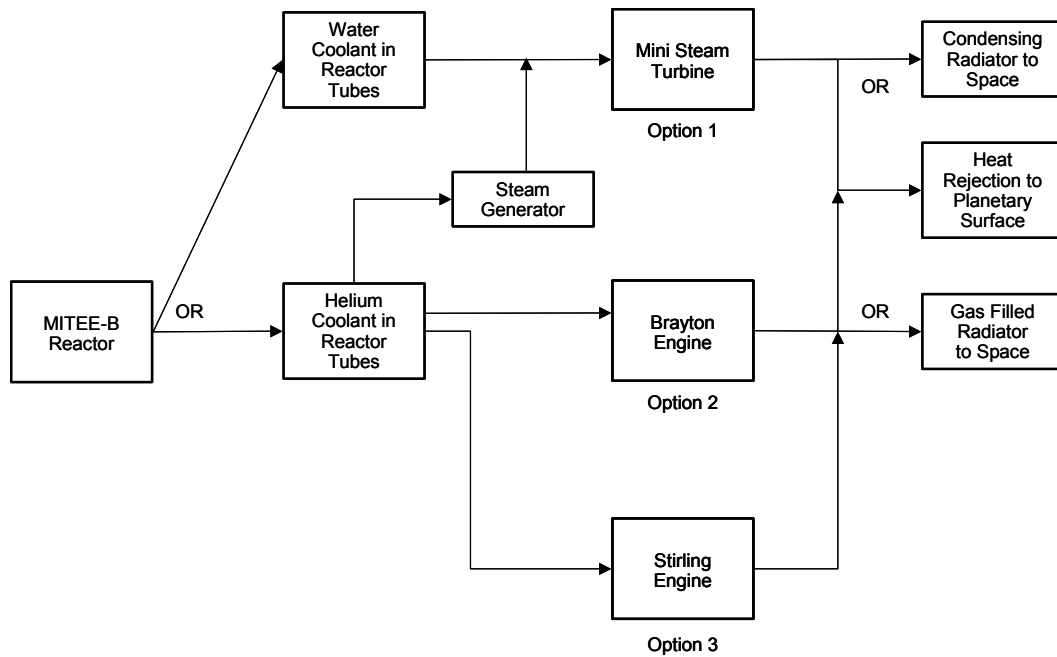 Water
Coolant in
Reactor
Tubes
Mini Steam
Turbine
Option 1
Condensing
Radiator to
Space
OR
Heat
Rejection to
Planetary
Surface
Steam
Generator
MITEE-B
Reactor
OR
Helium
Coolant in
Reactor
Tubes
Brayton
Engine
Option 2
OR
Gas Filled
Radiator
to Space
Stirling
Engine
Option 3